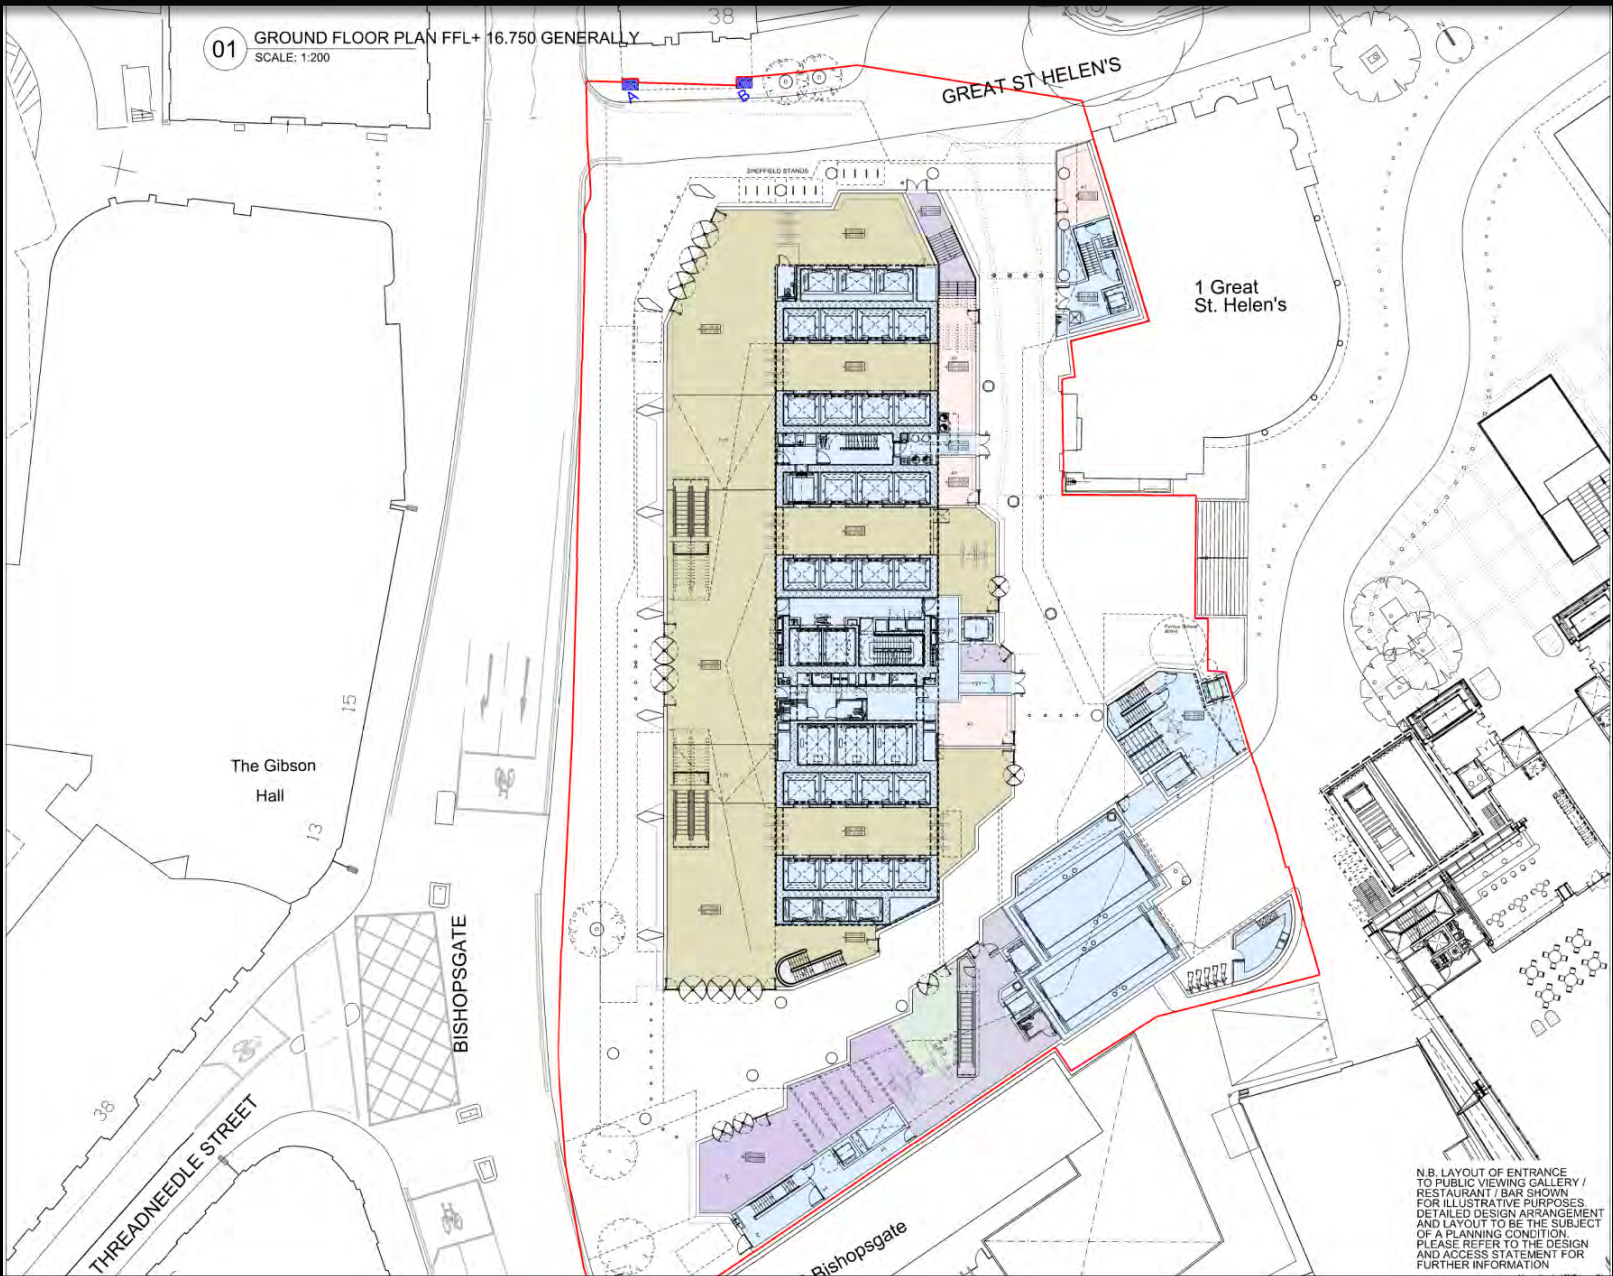 38
01
GROUND FLOOR PLAN FFL+ 16.750 GENERALLY
SCALE: 1:200
N
A
B
GREAT ST HELEN'S
SHEFFIELD STANDS
A1
1 Great
St. Helen's
15
The Gibson
Hall
13
BISHOPSGATE
38
THREADNEEDLE STREET
Bishopsgate
N.B. LAYOUT OF ENTRANCE
TO PUBLIC VIEWING GALLERY /
RESTAURANT / BAR SHOWN
FOR ILLUSTRATIVE PURPOSES.
DETAILED DESIGN ARRANGEMENT
AND LAYOUT TO BE THE SUBJECT
OF A PLANNING CONDITION.
PLEASE REFER TO THE DESIGN
AND ACCESS STATEMENT FOR
FURTHER INFORMATION